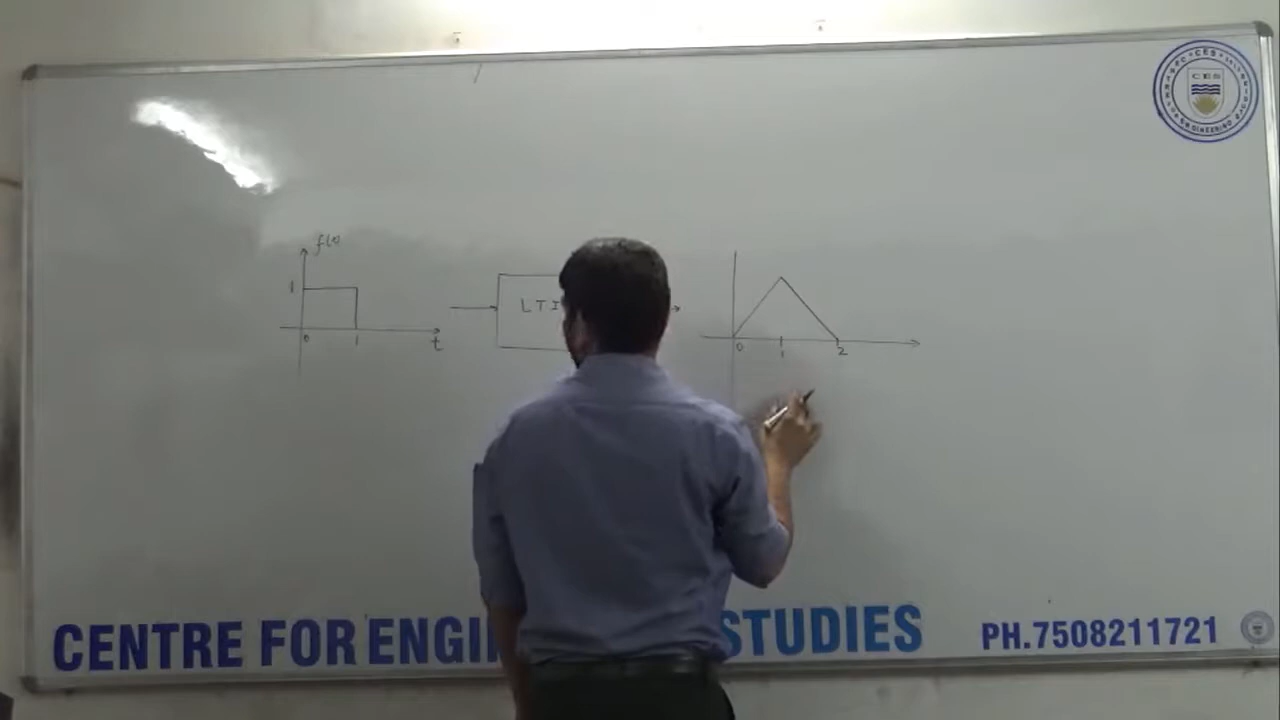 CES
f(t)
1
0 1 t
LTI
0 1 2
CENTRE FOR ENGI STUDIES PH.7508211721